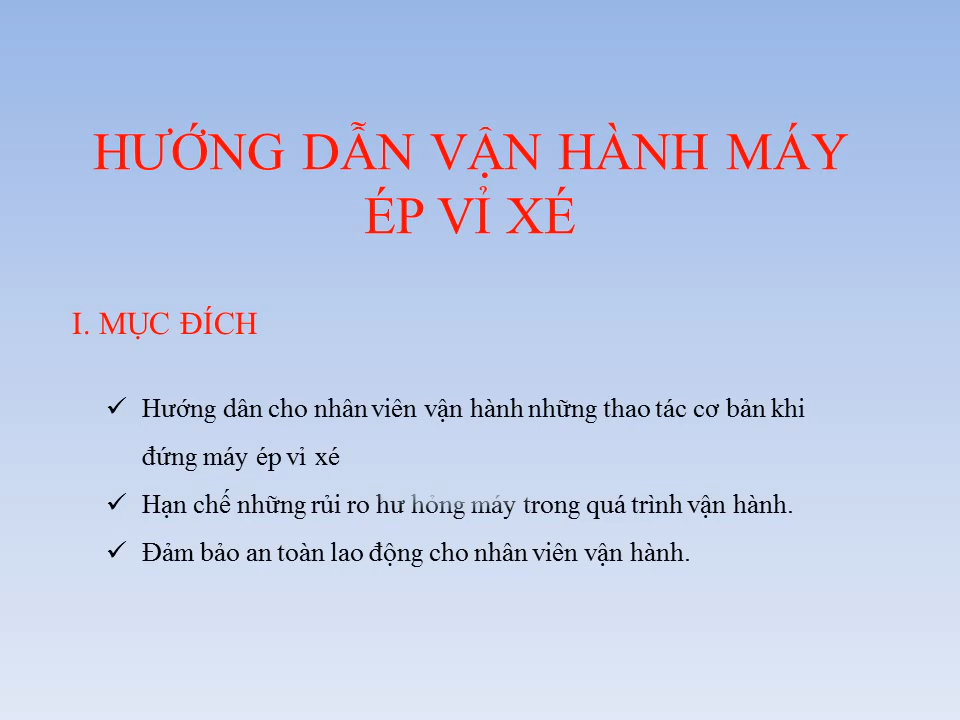 HƯỚNG DẪN VẬN HÀNH MÁY
ÉP VỈ XÉ
I. MỤC ĐÍCH
✓ Hướng dân cho nhân viên vận hành những thao tác cơ bản khi
đứng máy ép vỉ xé
✓ Hạn chế những rủi ro hư hỏng máy trong quá trình vận hành.
✓ Đảm bảo an toàn lao động cho nhân viên vận hành.